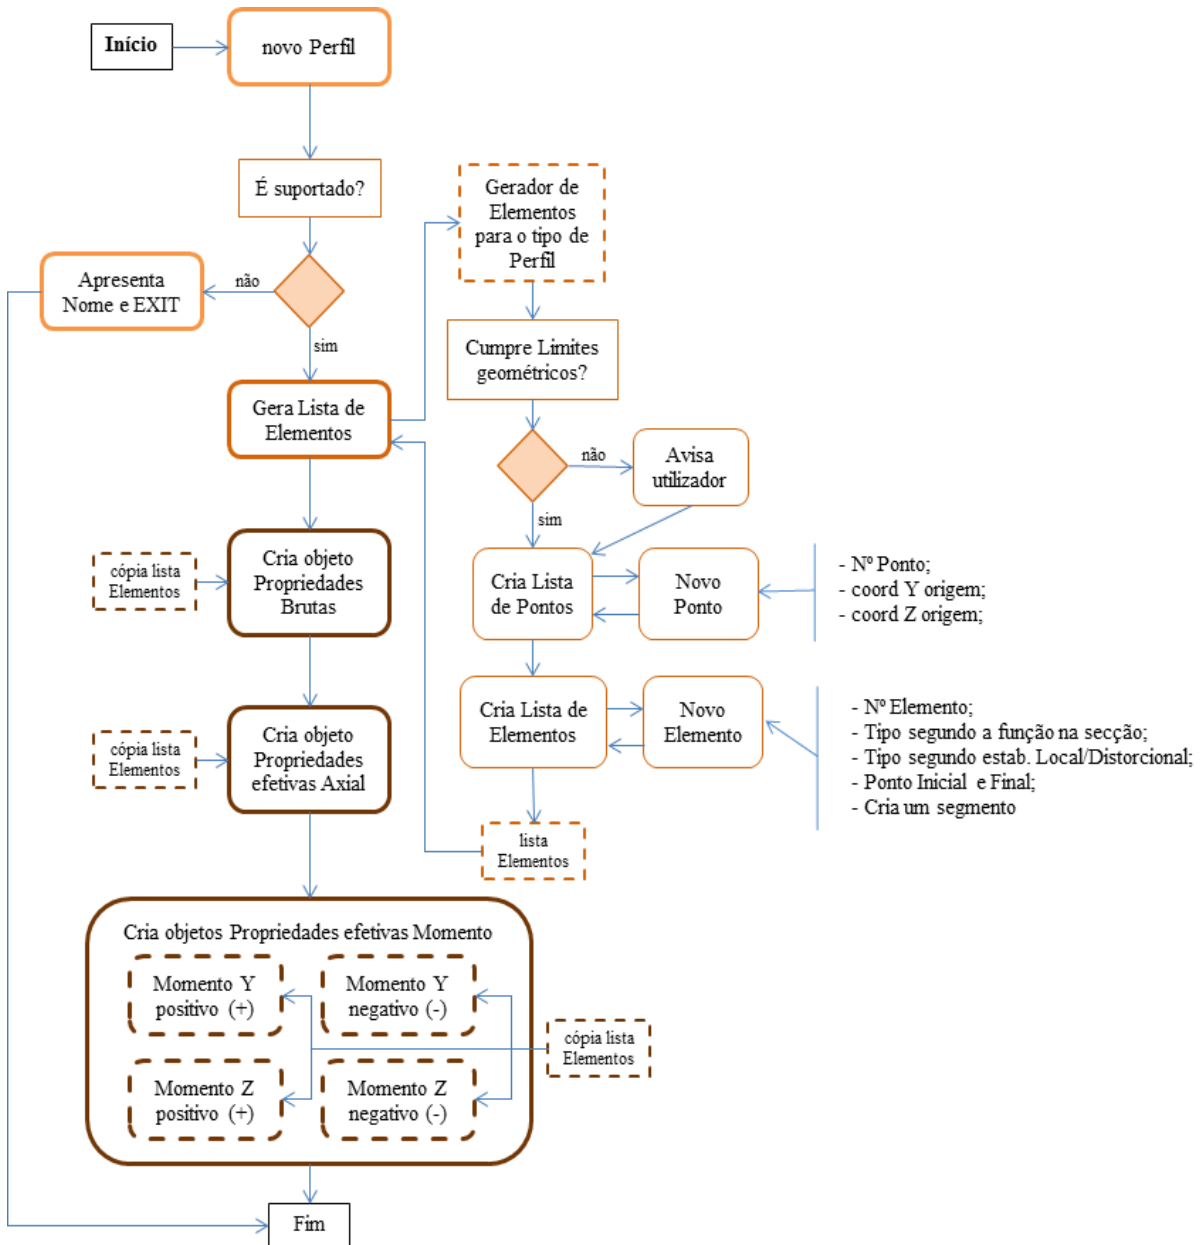 Início
novo Perfil
É suportado?
não
Apresenta
Nome e EXIT
sim
Gera Lista de
Elementos
Gerador de
Elementos
para o tipo de
Perfil
Cumpre Limites
geométricos?
não
Avisa
utilizador
sim
Cria Lista
de Pontos
Novo
Ponto
- Nº Ponto;
- coord Y origem;
- coord Z origem;
Cria Lista de
Elementos
Novo
Elemento
- Nº Elemento;
- Tipo segundo a função na secção;
- Tipo segundo estab. Local/Distorcional;
- Ponto Inicial e Final;
- Cria um segmento
lista
Elementos
cópia lista
Elementos
Cria objeto
Propriedades
Brutas
cópia lista
Elementos
Cria objeto
Propriedades
efetivas Axial
Cria objetos Propriedades efetivas Momento
Momento Y
positivo (+)
Momento Y
negativo (-)
Momento Z
positivo (+)
Momento Z
negativo (-)
cópia lista
Elementos
Fim